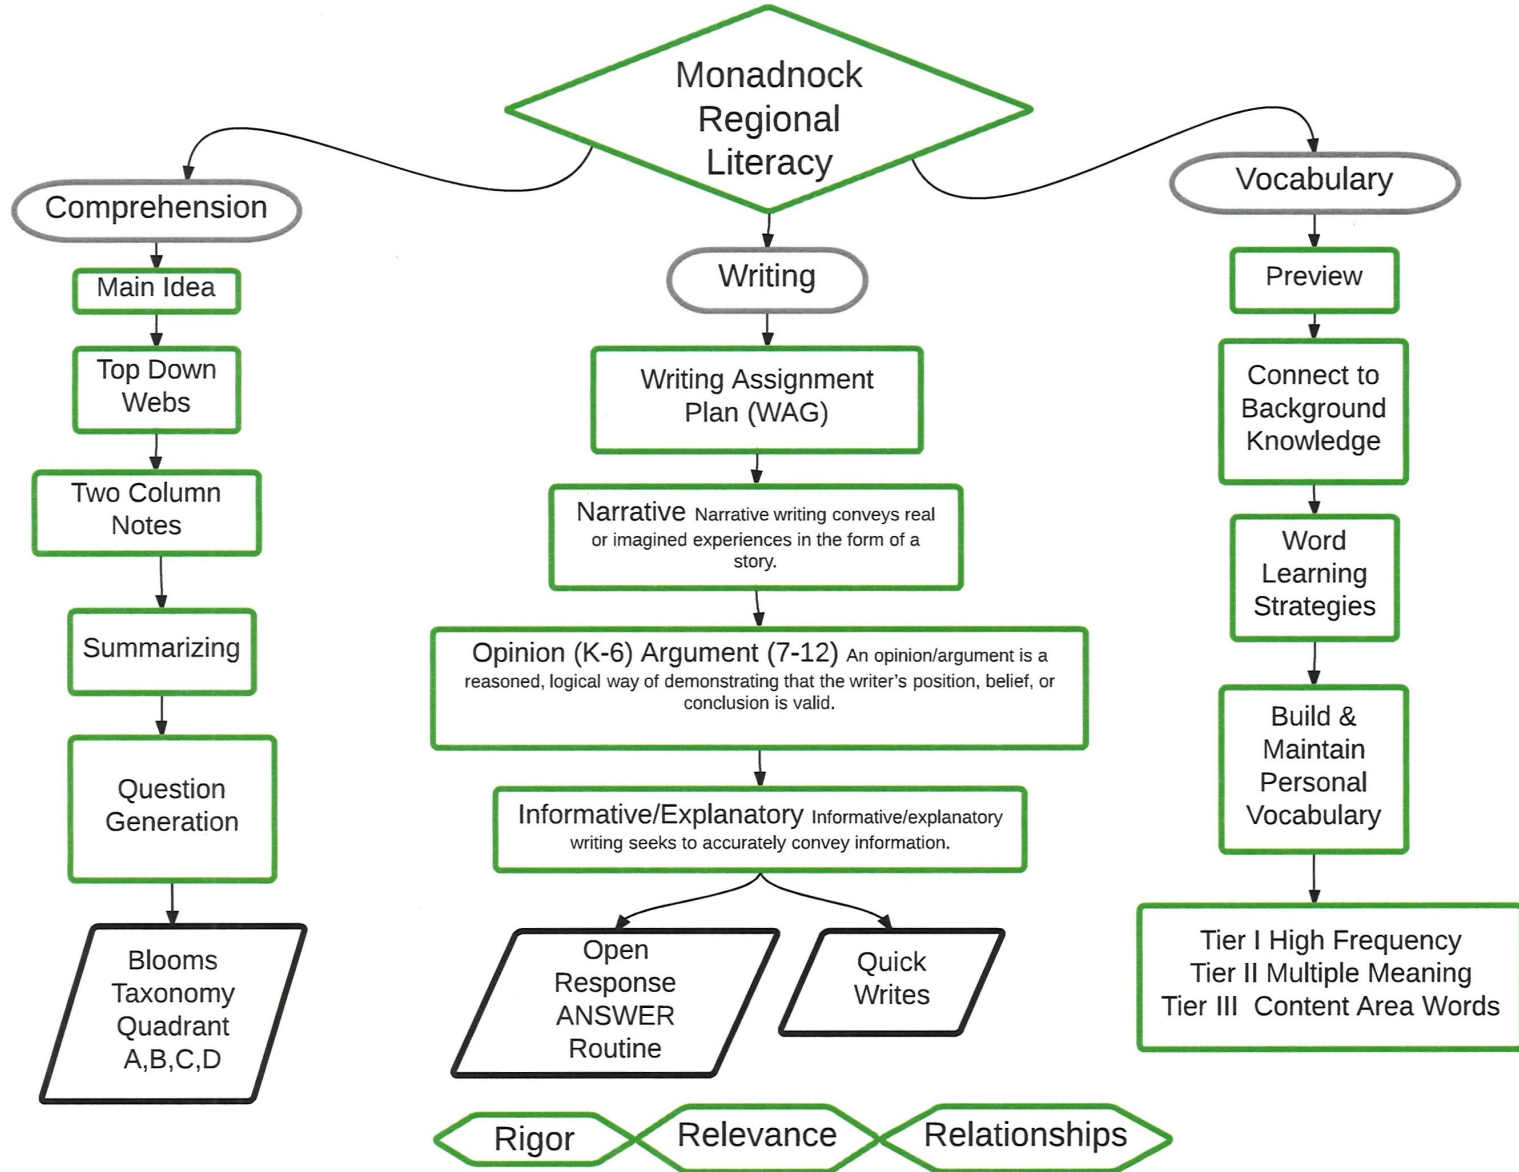 Monadnock
Regional
Literacy
Comprehension
Main Idea
Top Down
Webs
Two Column
Notes
Summarizing
Question
Generation
Blooms
Taxonomy
Quadrant
A,B,C,D
Writing
Writing Assignment
Plan (WAG)
Narrative Narrative writing conveys real
or imagined experiences in the form of a
story.
Opinion (K-6) Argument (7-12) An opinion/argument is a
reasoned, logical way of demonstrating that the writer's position, belief, or
conclusion is valid.
Informative/Explanatory Informative/explanatory
writing seeks to accurately convey information.
Open
Response
ANSWER
Routine
Quick
Writes
Vocabulary
Preview
Connect to
Background
Knowledge
Word
Learning
Strategies
Build &
Maintain
Personal
Vocabulary
Tier I High Frequency
Tier II Multiple Meaning
Tier III  Content Area Words
Rigor
Relevance
Relationships